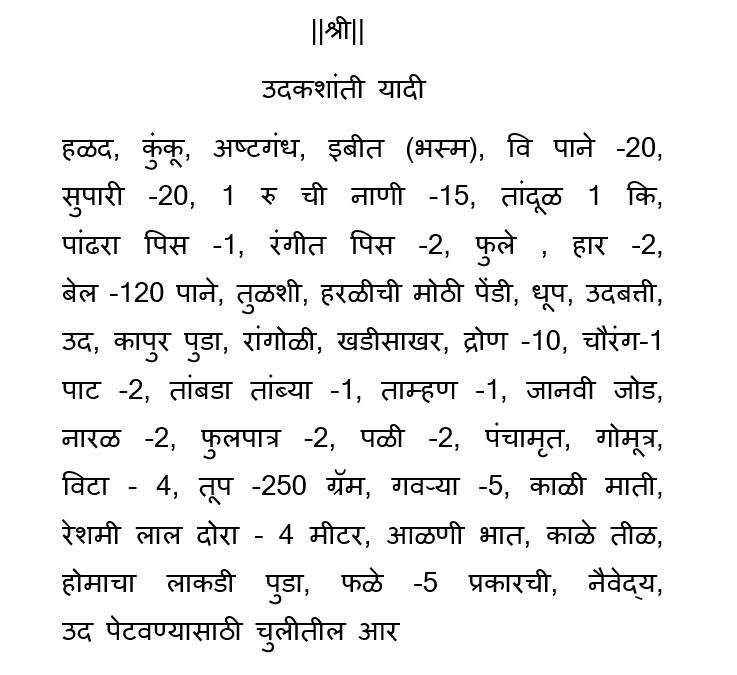 ||श्री||
उदकशांती यादी
हळद, कुंकू, अष्टगंध, इबीत (भस्म), वि पाने -20,
सुपारी -20, 1 रु ची नाणी -15, तांदूळ 1 कि,
पांढरा पिस -1, रंगीत पिस -2, फुले , हार -2,
बेल -120 पाने, तुळशी, हरळीची मोठी पेंडी, धूप, उदबत्ती,
उद, कापुर पुडा, रांगोळी, खडीसाखर, द्रोण -10, चौरंग-1
पाट -2, तांबडा तांब्या -1, ताम्हण -1, जानवी जोड,
नारळ -2, फुलपात्र -2, पळी -2, पंचामृत, गोमूत्र,
विटा - 4, तूप -250 ग्रॅम, गवऱ्या -5, काळी माती,
रेशमी लाल दोरा - 4 मीटर, आळणी भात, काळे तीळ,
होमाचा लाकडी पुडा, फळे -5 प्रकारची, नैवेद्य,
उद पेटवण्यासाठी चुलीतील आर